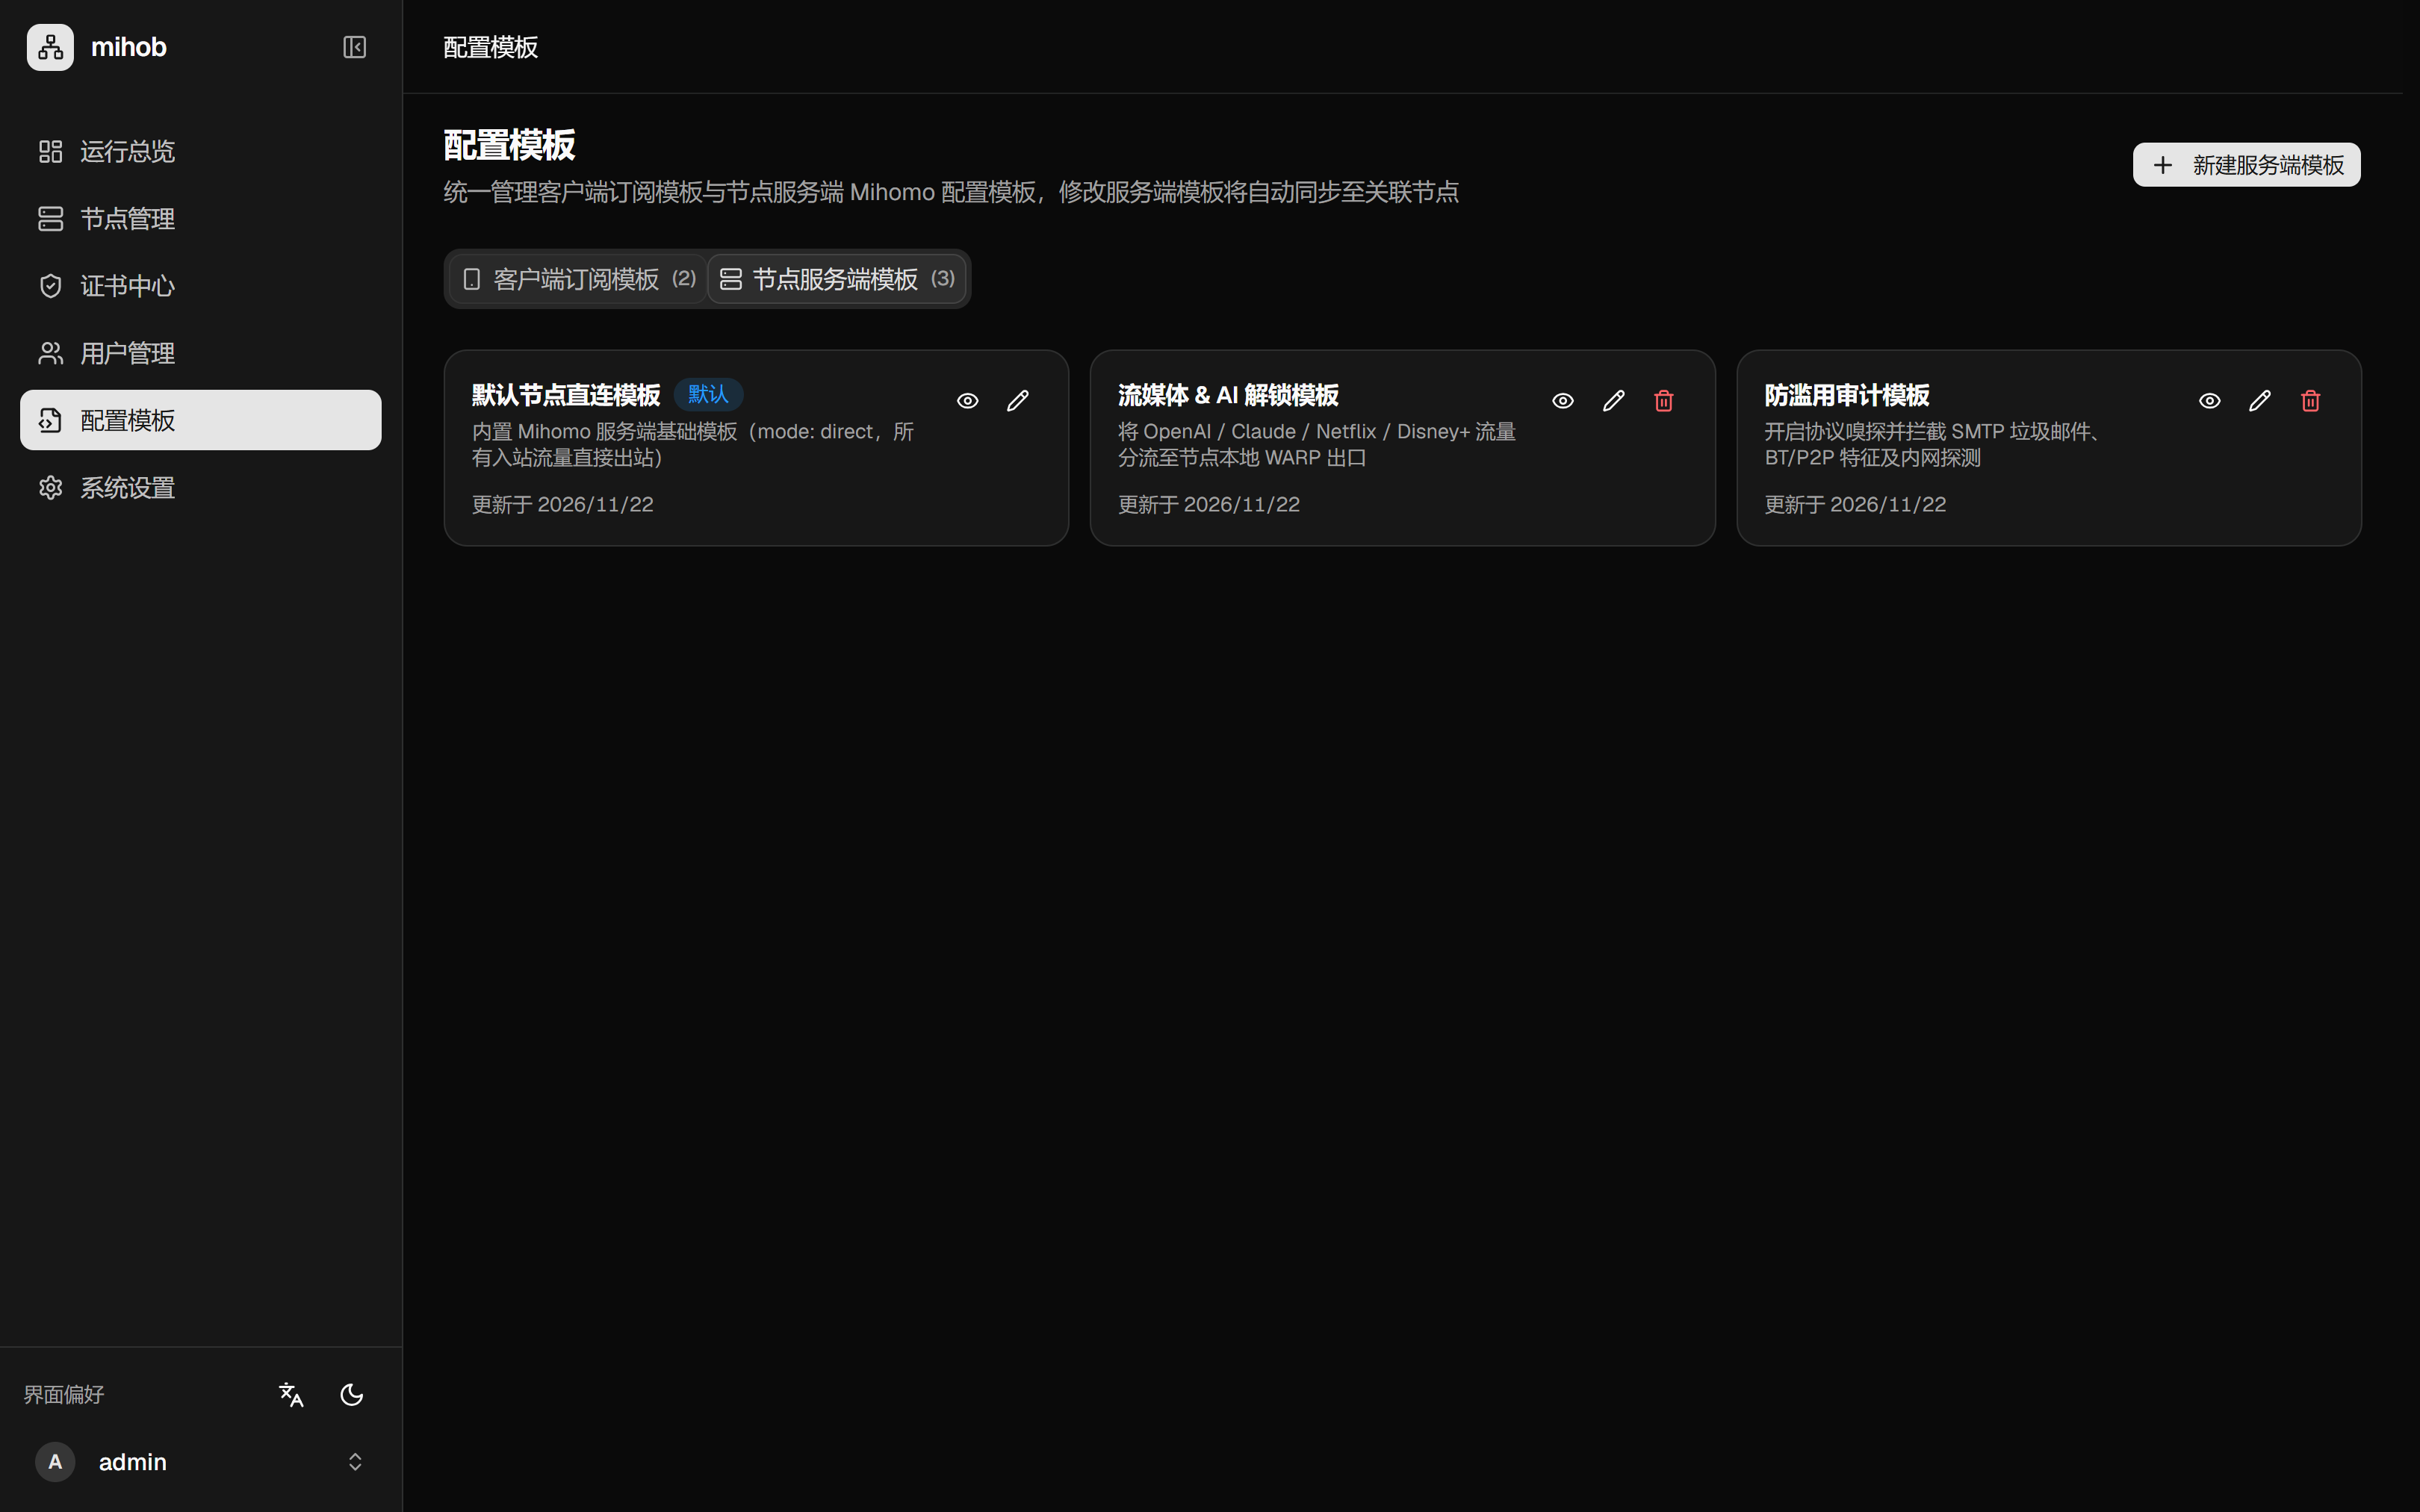 mihob
运行总览
节点管理
证书中心
用户管理
配置模板
系统设置
界面偏好
A
admin
配置模板
配置模板
统一管理客户端订阅模板与节点服务端 Mihomo 配置模板，修改服务端模板将自动同步至关联节点
新建服务端模板
客户端订阅模板 (2)
节点服务端模板 (3)
默认节点直连模板 默认
内置 Mihomo 服务端基础模板（mode: direct，所
有入站流量直接出站）
更新于 2026/11/22
流媒体 & AI 解锁模板
将 OpenAI / Claude / Netflix / Disney+ 流量
分流至节点本地 WARP 出口
更新于 2026/11/22
防滥用审计模板
开启协议嗅探并拦截 SMTP 垃圾邮件、
BT/P2P 特征及内网探测
更新于 2026/11/22